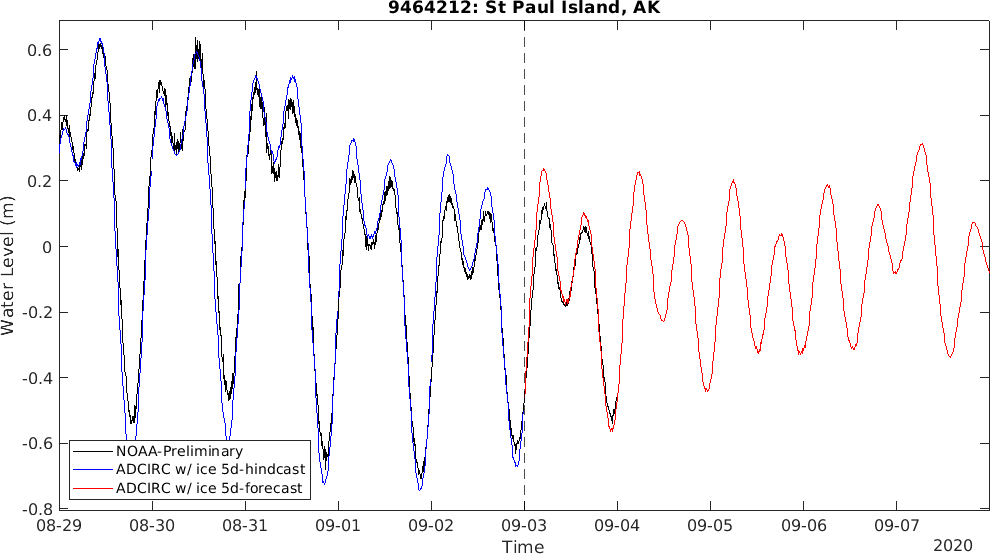 9464212: St Paul Island, AK
Water Level (m)
0.6
0.4
0.2
0
-0.2
-0.4
-0.6
-0.8
NOAA-Preliminary
ADCIRC w/ ice 5d-hindcast
ADCIRC w/ ice 5d-forecast
08-29 08-30 08-31 09-01 09-02 09-03 09-04 09-05 09-06 09-07
Time
2020